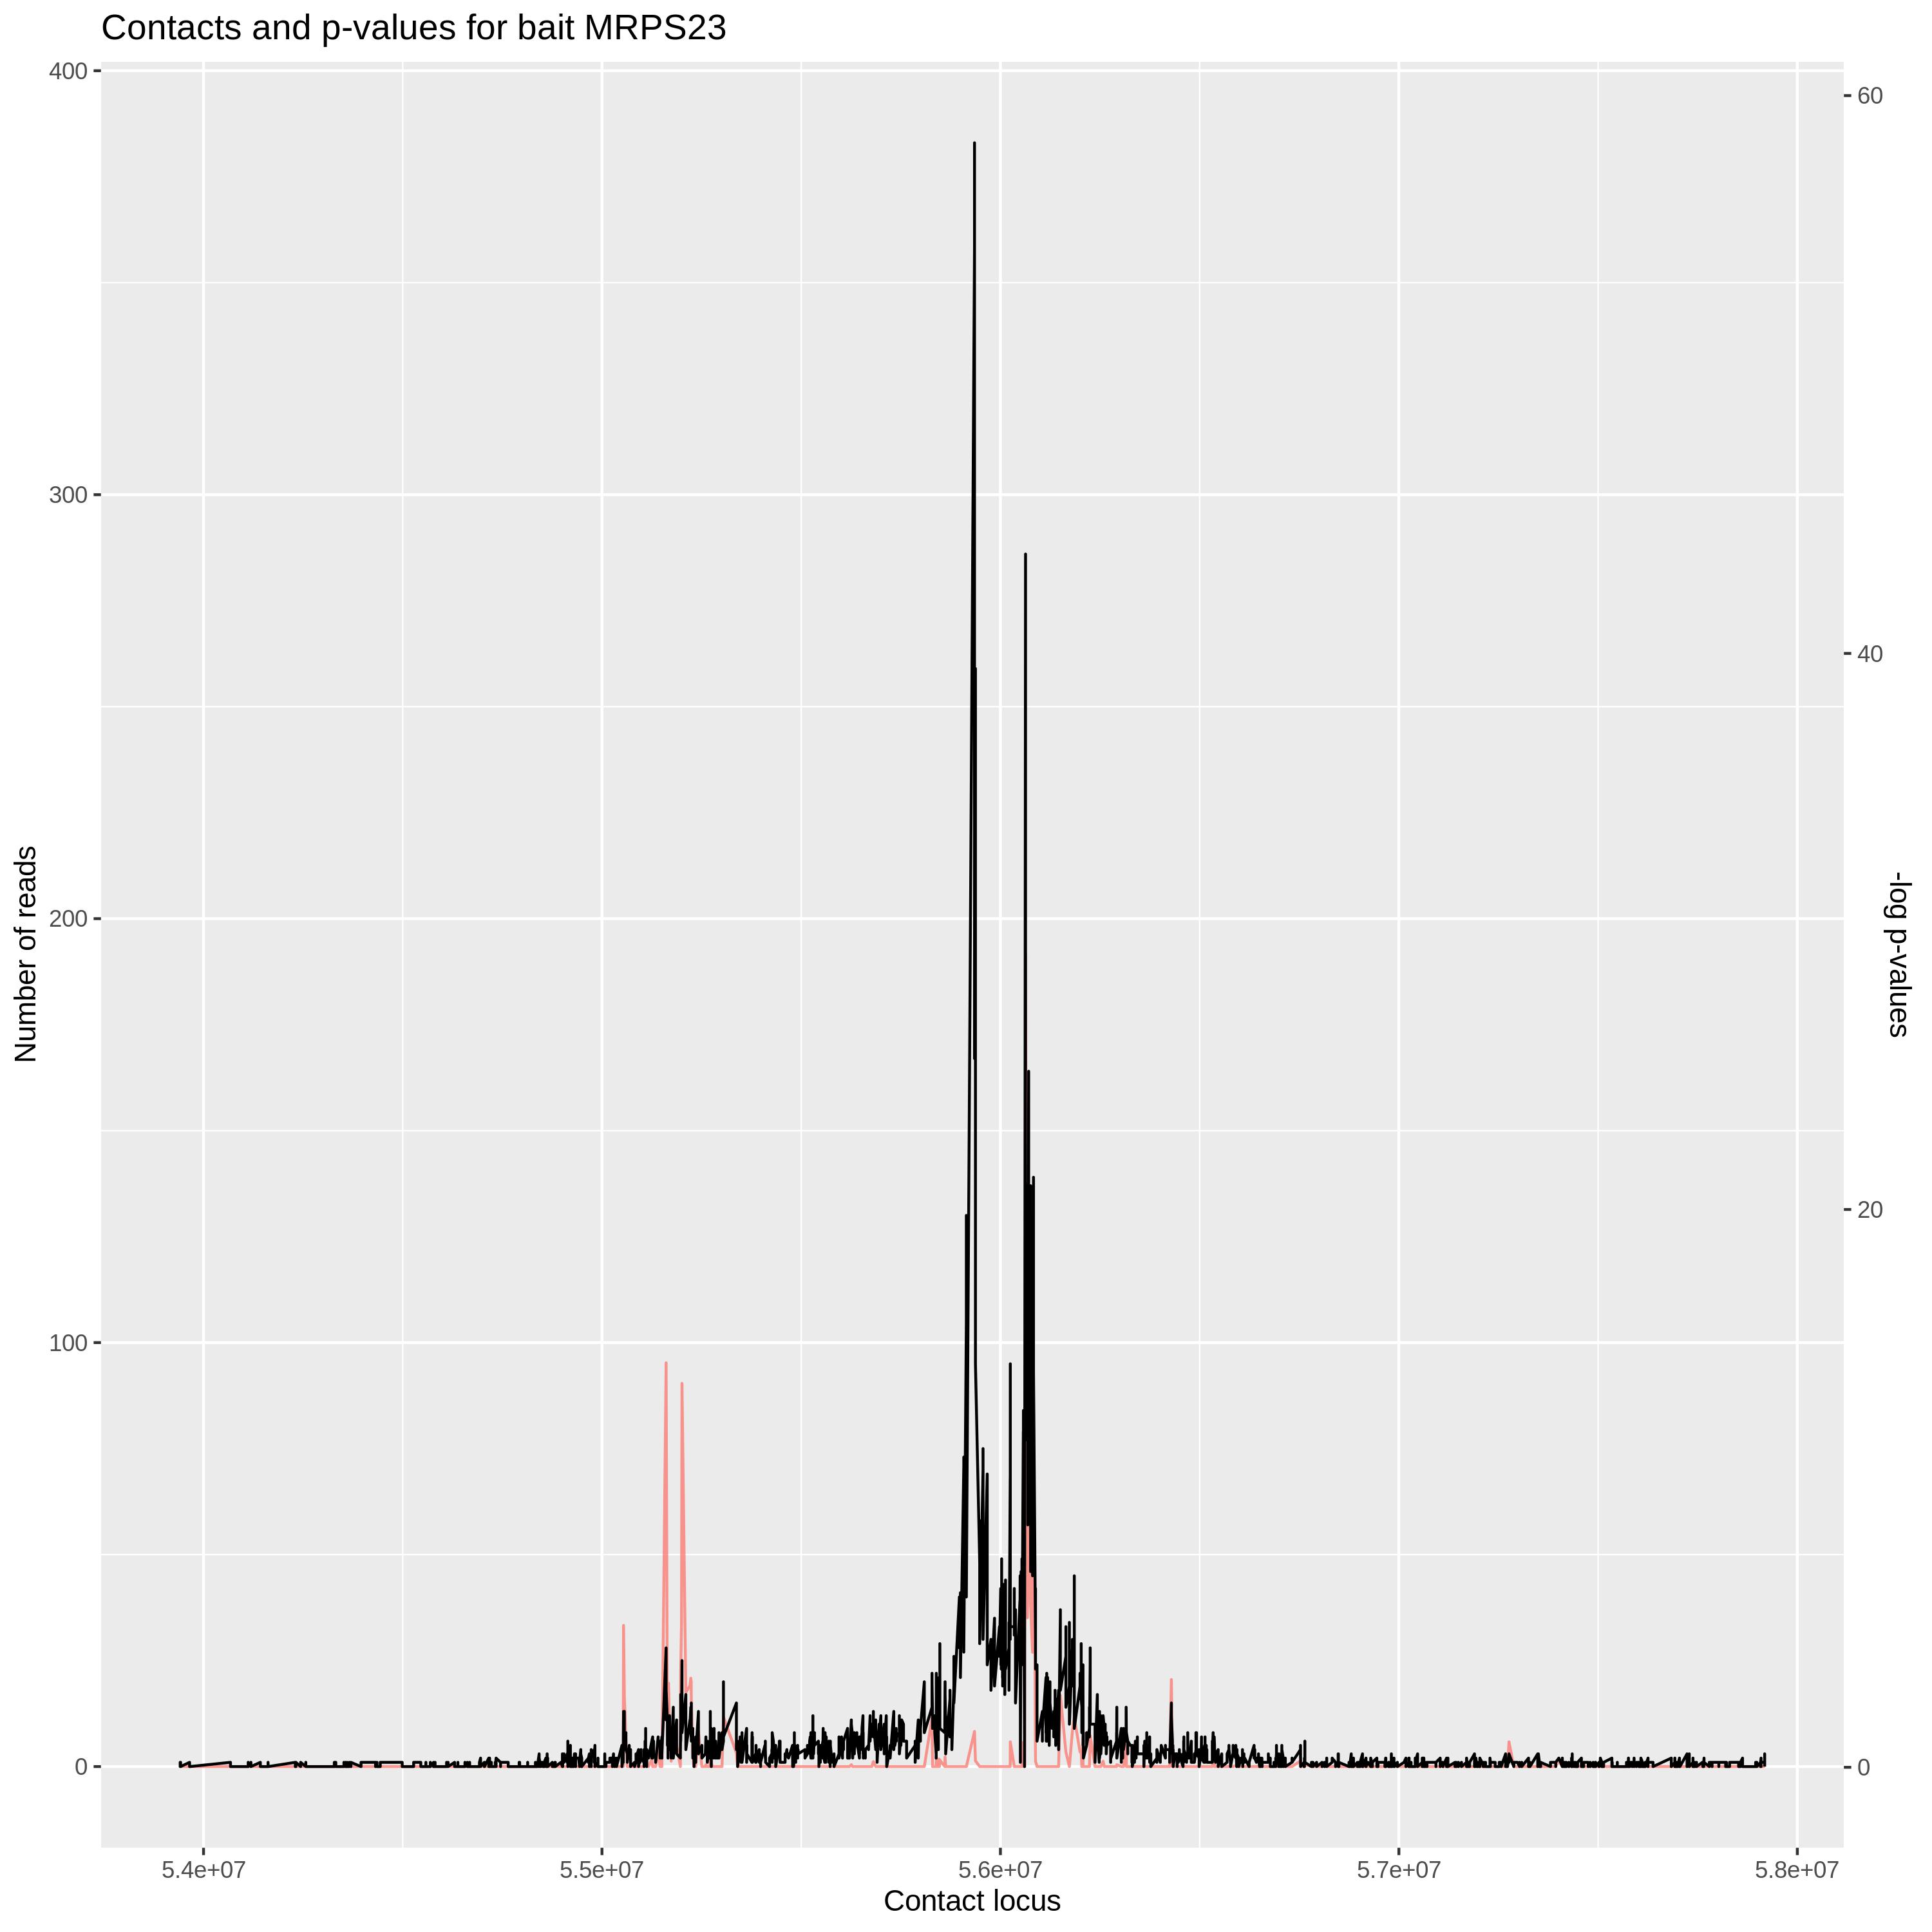 Contacts and p-values for bait MRPS23
400
300
200
100
0
Number of reads
60
40
20
0
-log p-values
5.4e+07
5.5e+07
5.6e+07
5.7e+07
5.8e+07
Contact locus